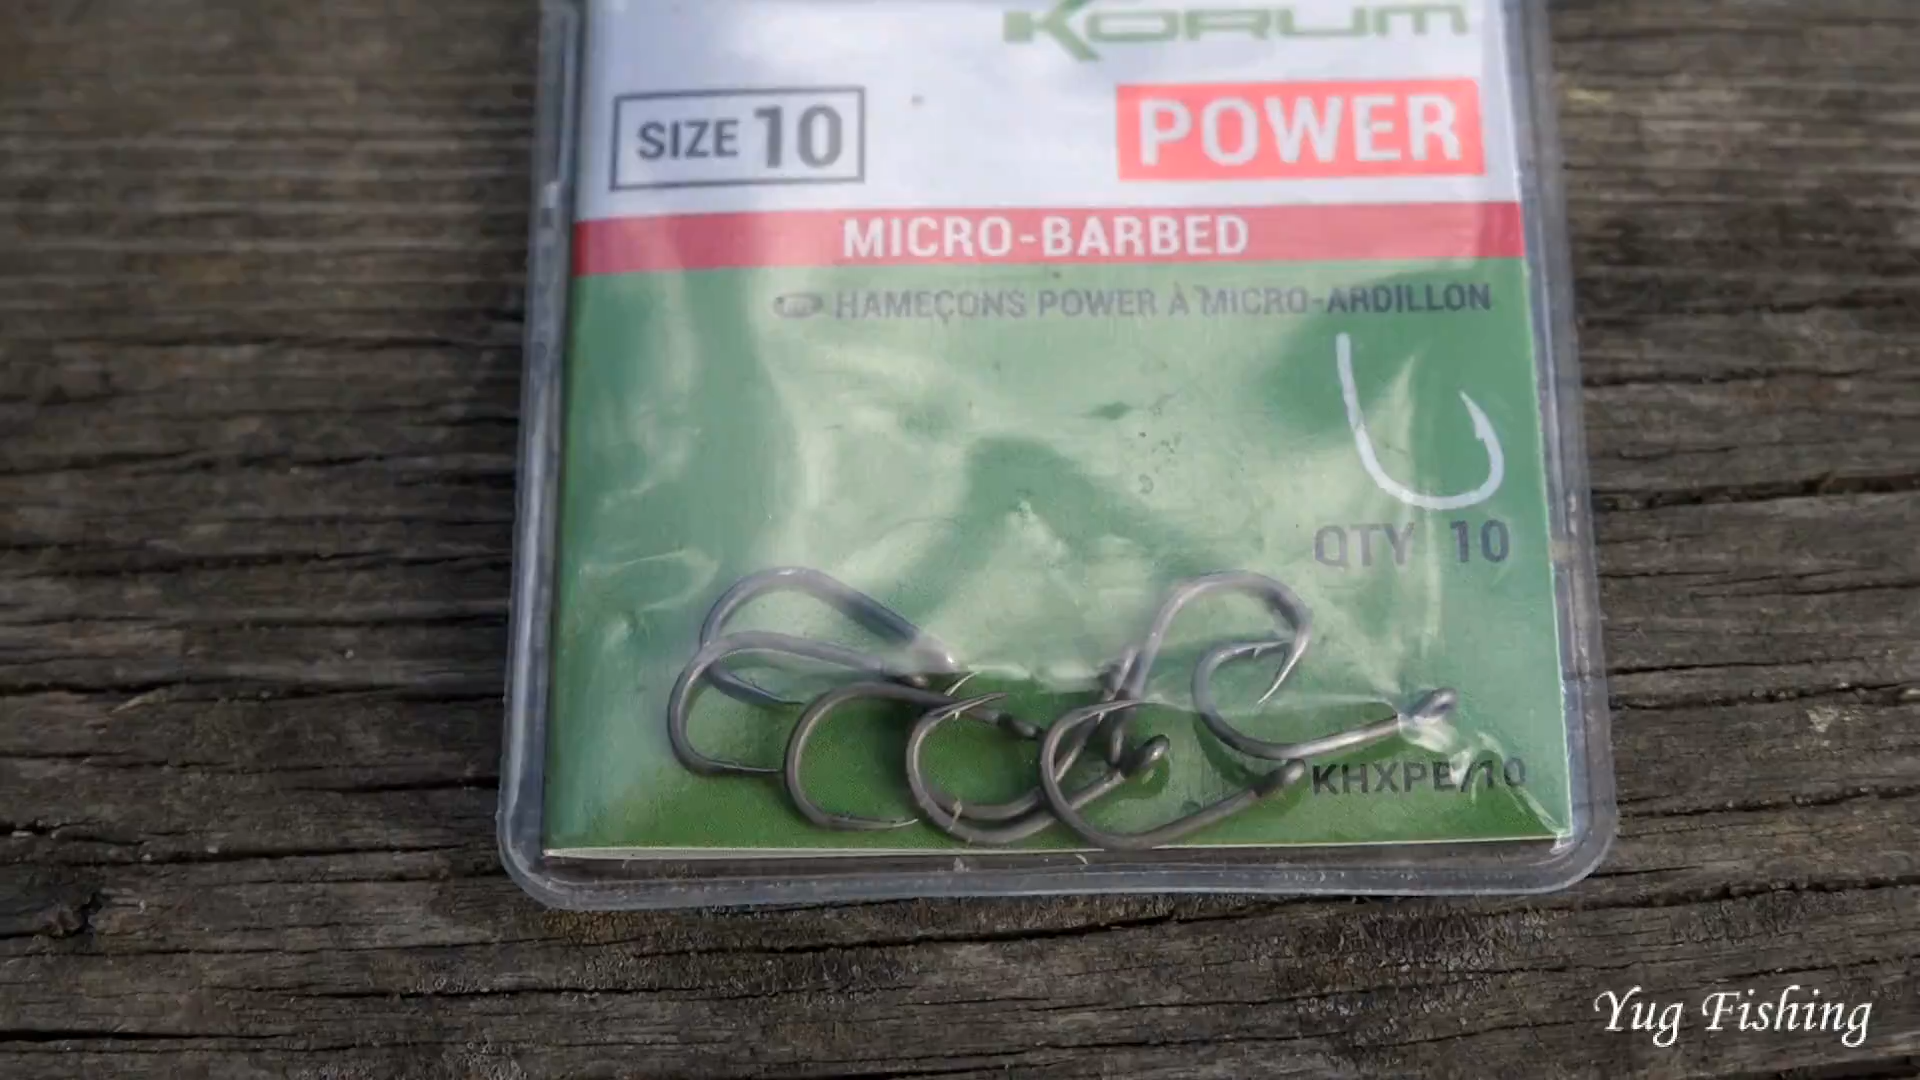 KORUM
SIZE 10
POWER
MICRO-BARBED
HAMEÇONS POWER À MICRO-ARDILLON
QTY 10
KHXPE/10
Yug Fishing